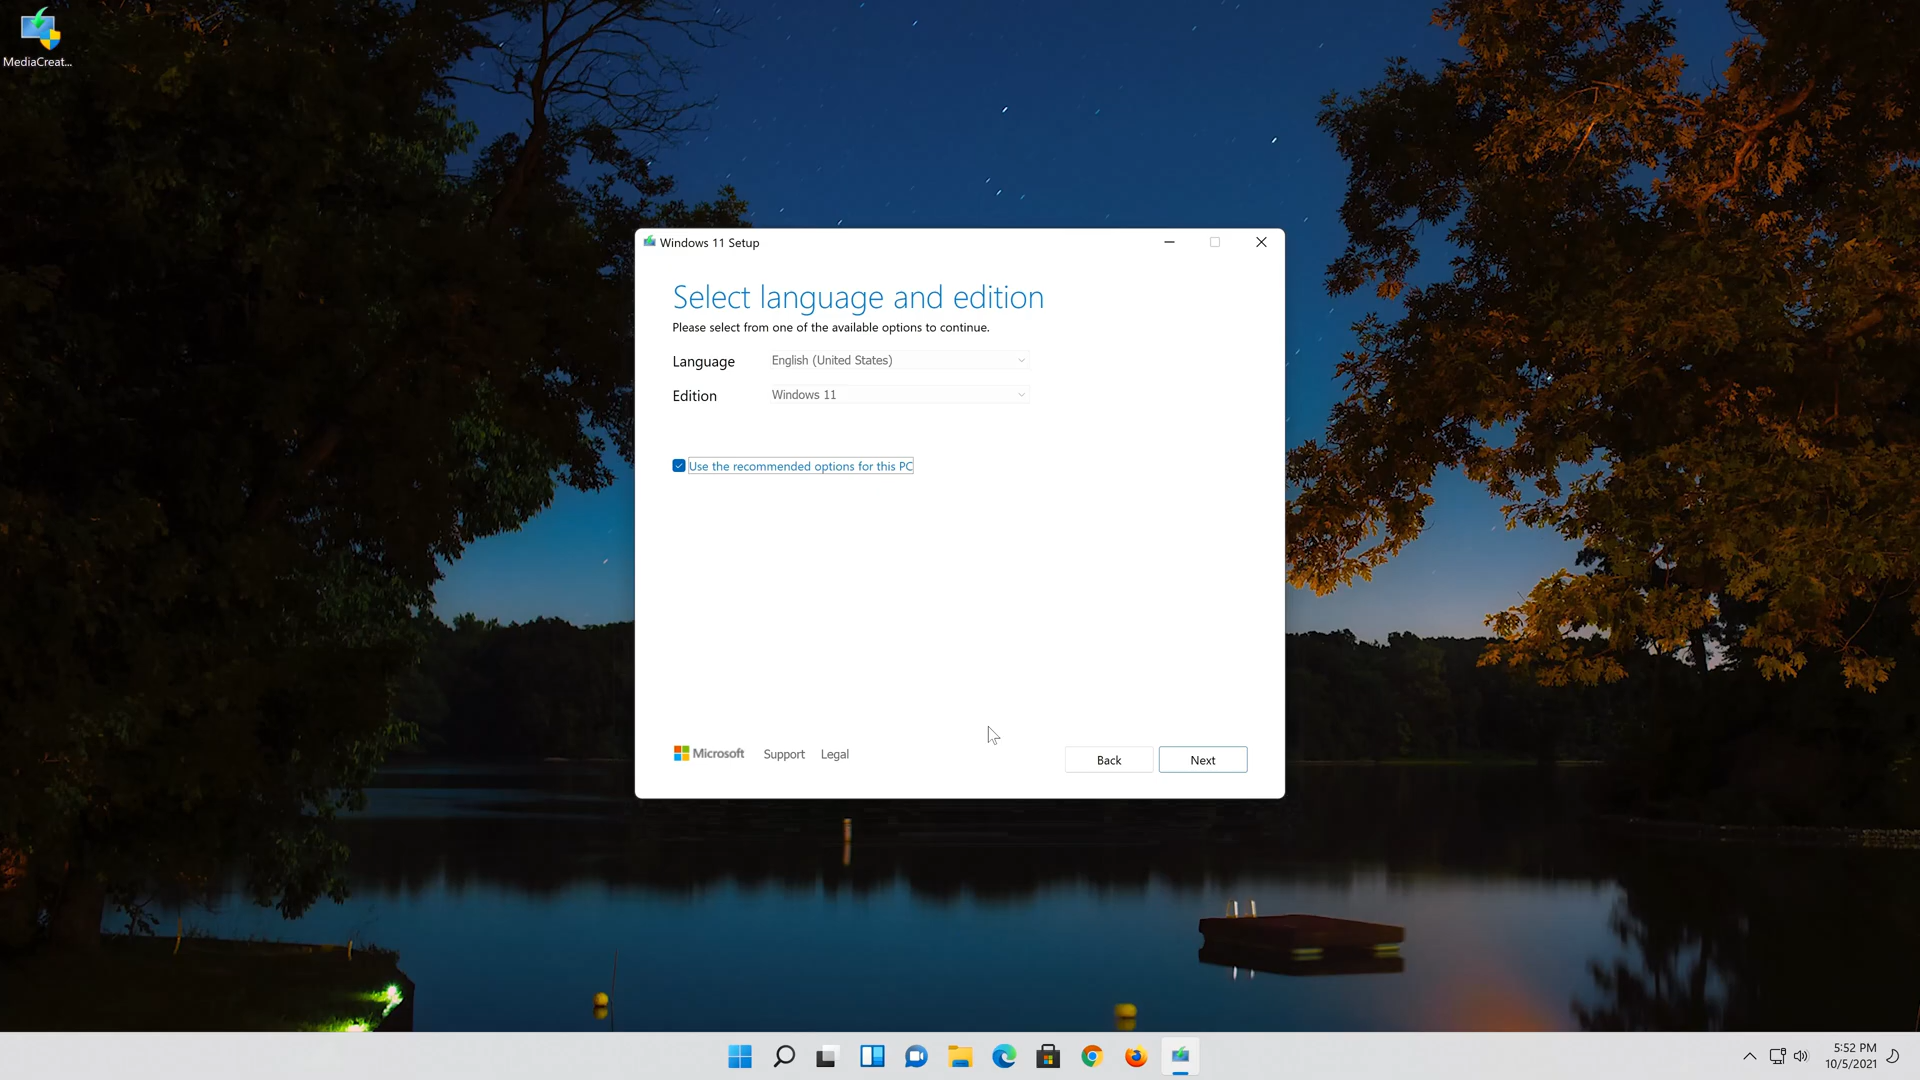 MediaCreat...
Windows 11 Setup
Select language and edition
Please select from one of the available options to continue.
Language English (United States)
Edition Windows 11
Use the recommended options for this PC
Microsoft Support Legal Back Next
5:52 PM
10/5/2021